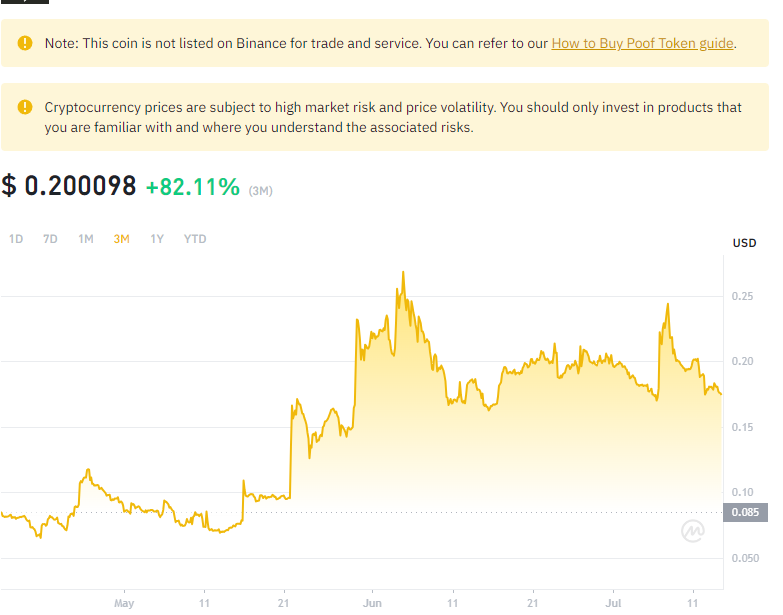 Note: This coin is not listed on Binance for trade and service. You can refer to our How to Buy Poof Token guide.
Cryptocurrency prices are subject to high market risk and price volatility. You should only invest in products that
you are familiar with and where you understand the associated risks.
$ 0.200098 +82.11% (3M)
1D 7D 1M 3M 1Y YTD
USD
0.25
0.20
0.15
0.10
0.085
0.050
May 11 21 Jun 11 21 Jul 11